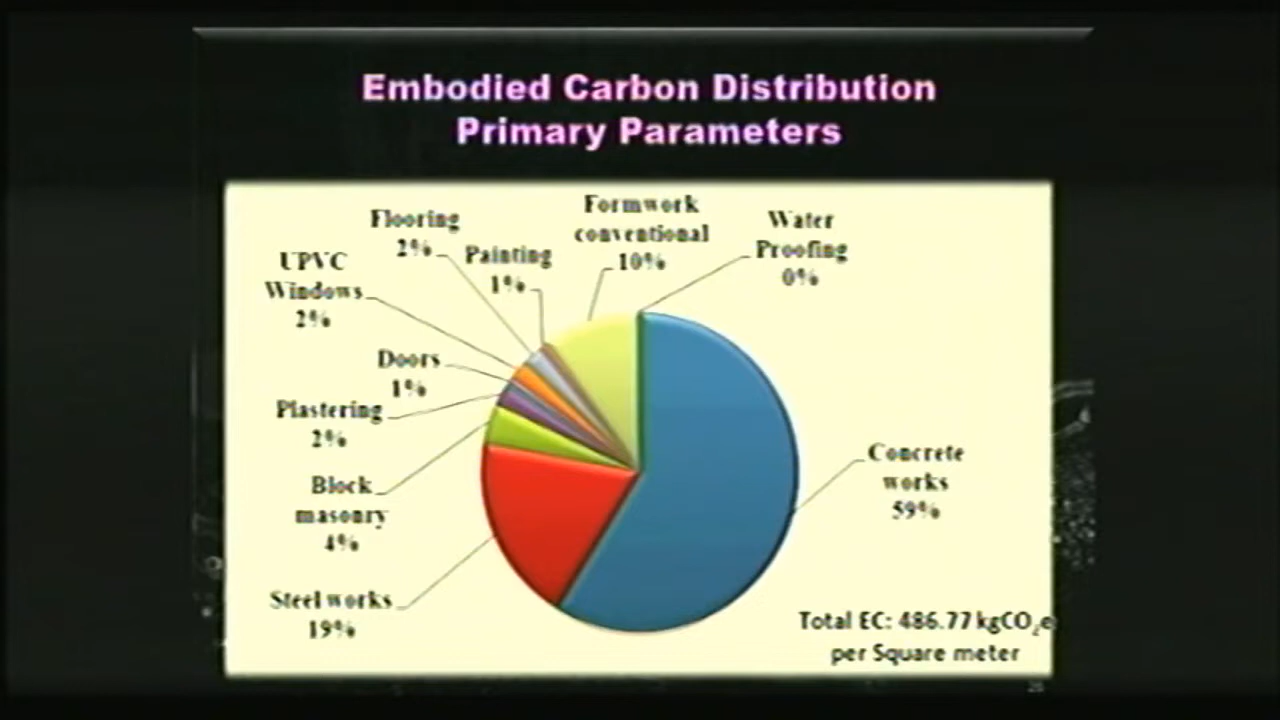 Embodied Carbon Distribution
Primary Parameters
Formwork
conventional
10%
Water
Proofing
0%
Flooring
2%
Painting
1%
UPVC
Windows
2%
Doors
1%
Plastering
2%
Block
masonry
4%
Steel works
19%
Concrete
works
59%
Total EC: 486.77 kgCO₂e
per Square meter